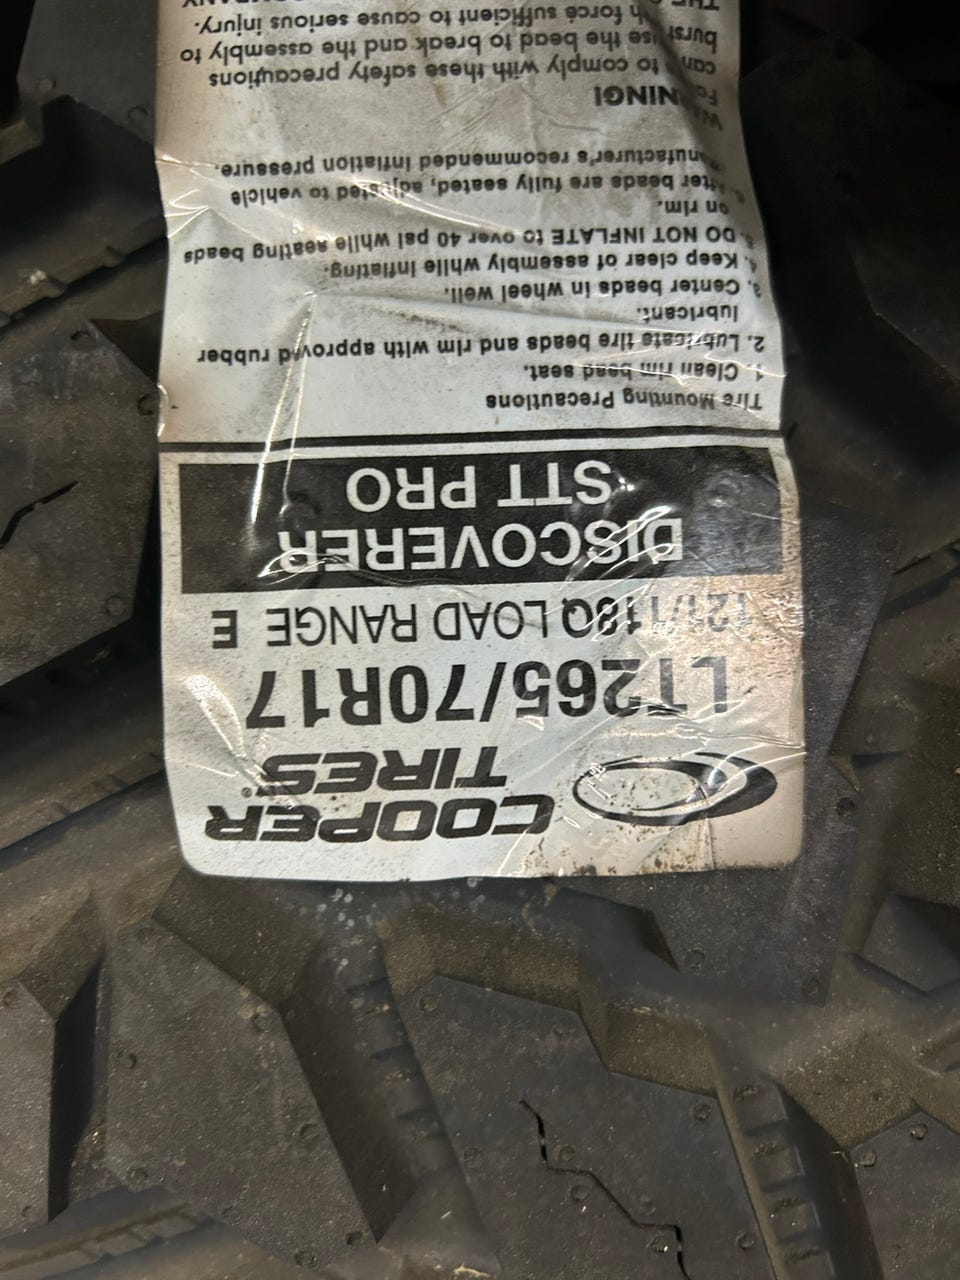 COOPER
TIRES®
LT265/70R17
121/118Q LOAD RANGE E
DISCOVERER
STT PRO
Tire Mounting Precautions
1. Clean rim bead seat.
2. Lubricate tire beads and rim with approved rubber
lubricant.
3. Center beads in wheel well.
4. Keep clear of assembly while inflating.
5. DO NOT INFLATE to over 40 psi while seating beads
on rim.
6. After beads are fully seated, adjusted to vehicle
manufacturer's recommended inflation pressure.
WARNING!
to comply with these safety precautions
can the bead to break and the assembly to
burst force sufficient to cause serious injury.
THE